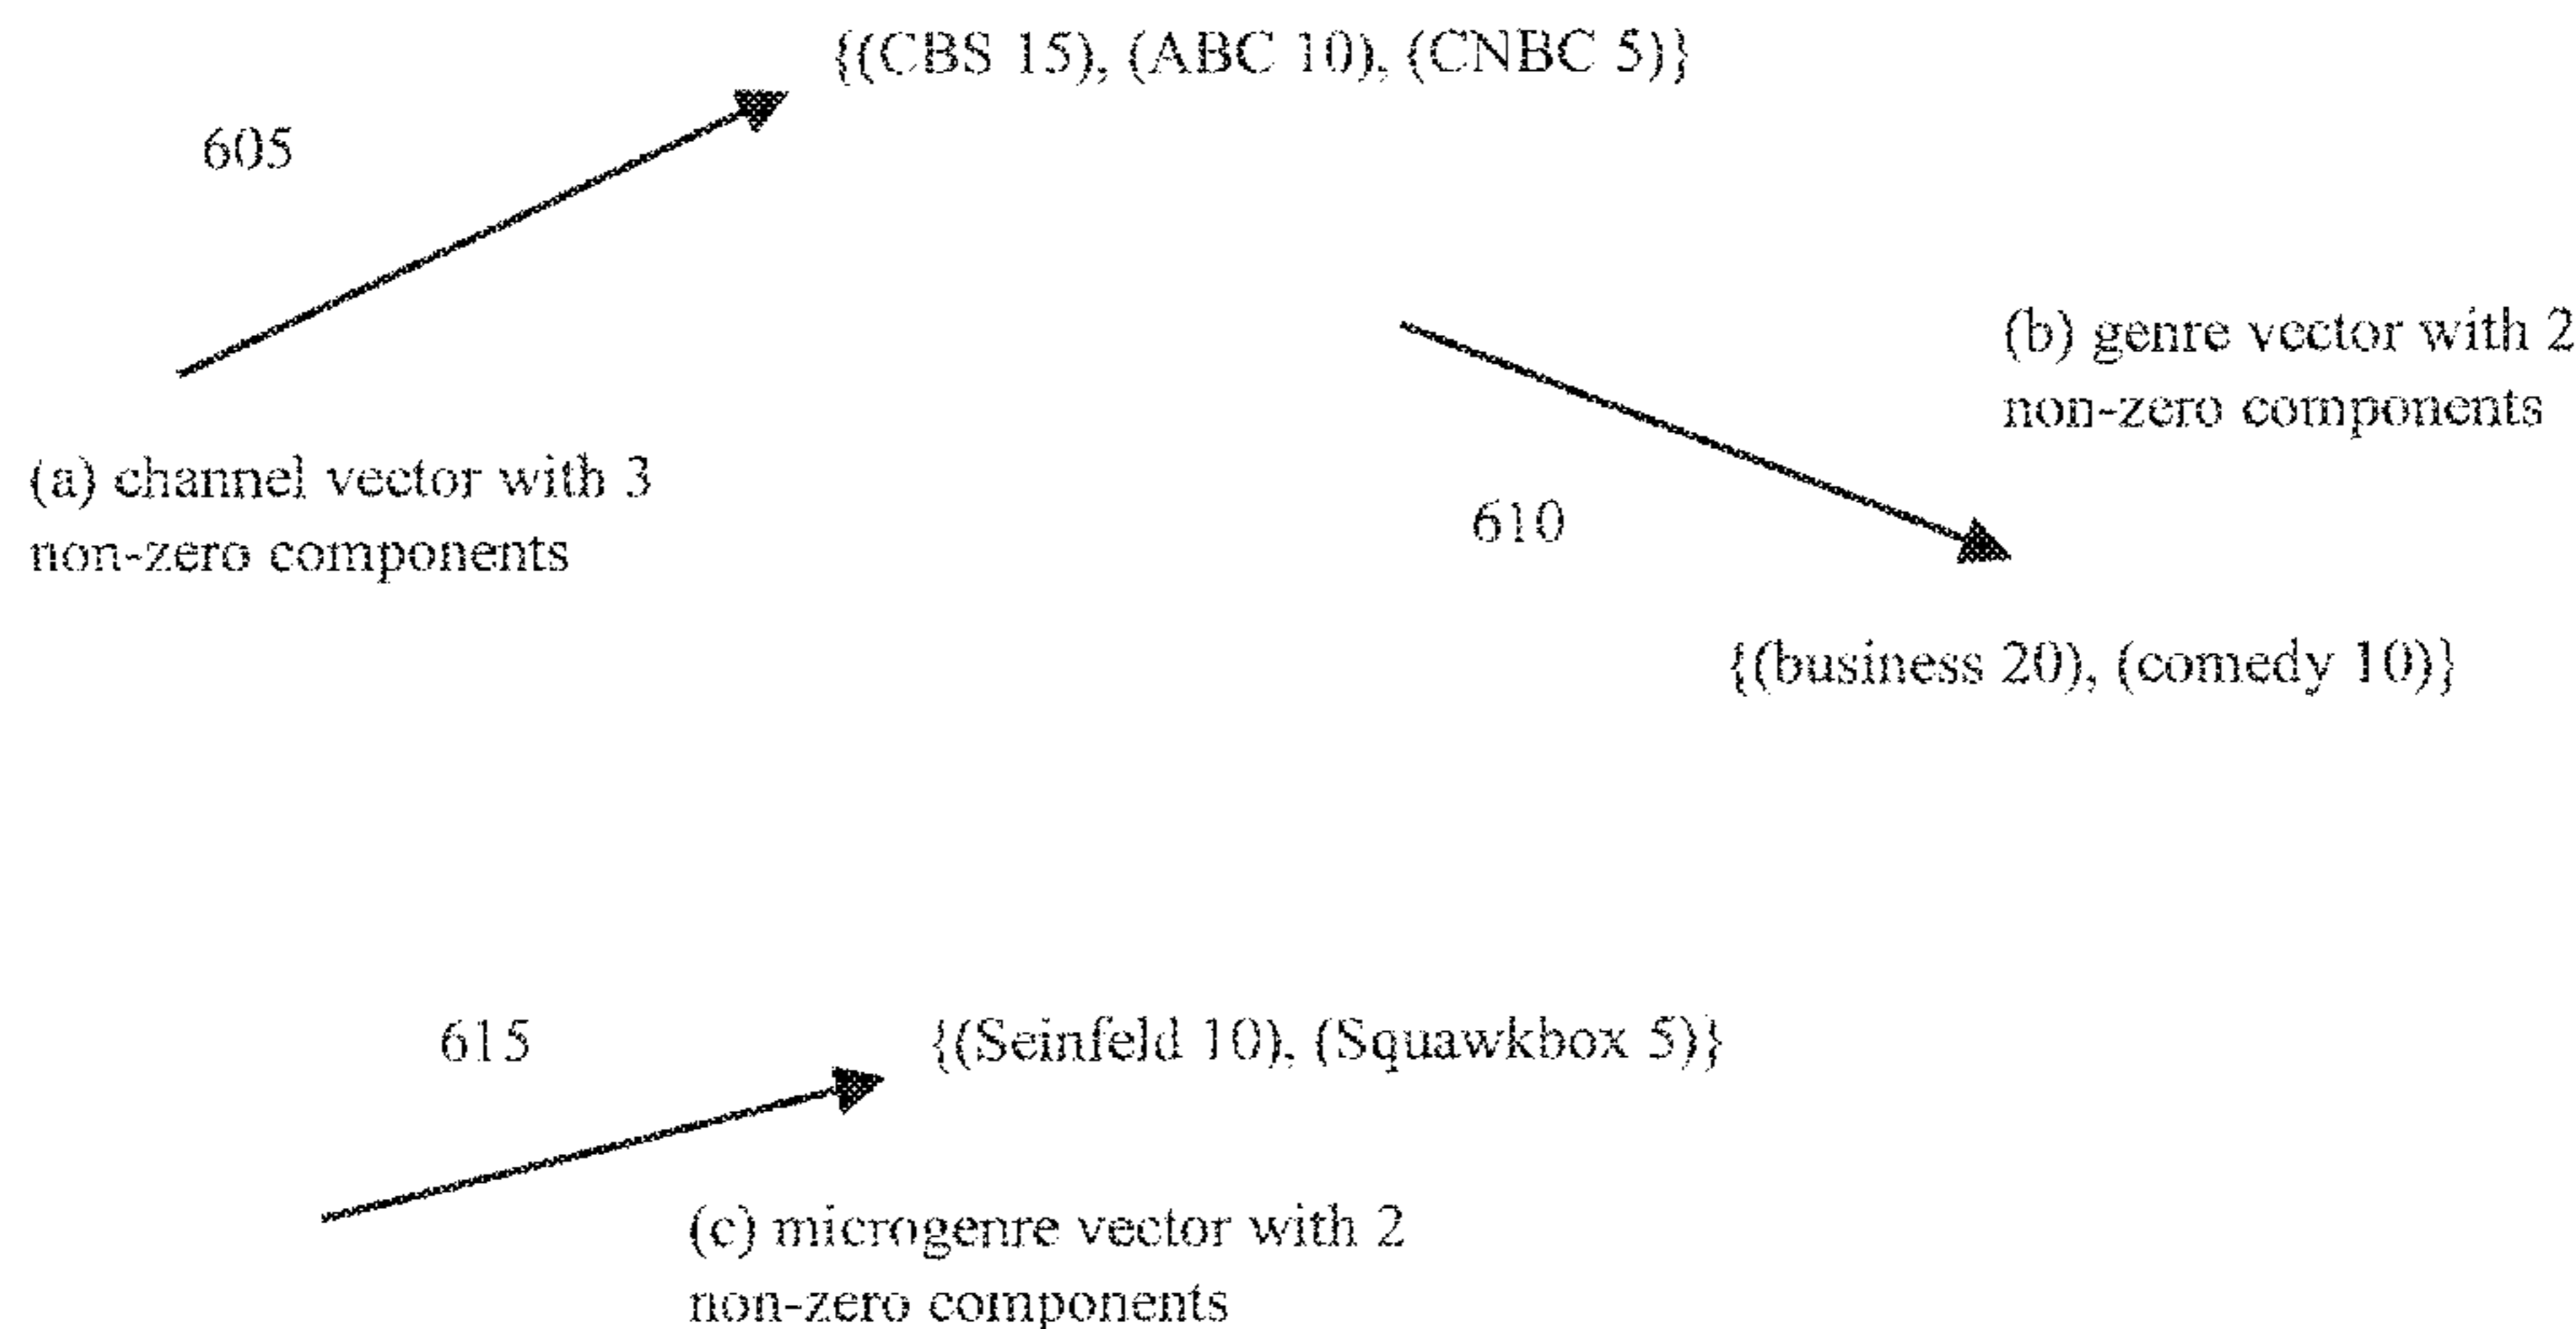 {(CBS 15), (ABC 10), (CNBC 5)}
605
(a) channel vector with 3
non-zero components
(b) genre vector with 2
non-zero components
610
{(business 20), (comedy 10)}
615
{(Seinfeld 10), (Squawkbox 5)}
(c) microgenre vector with 2
non-zero components